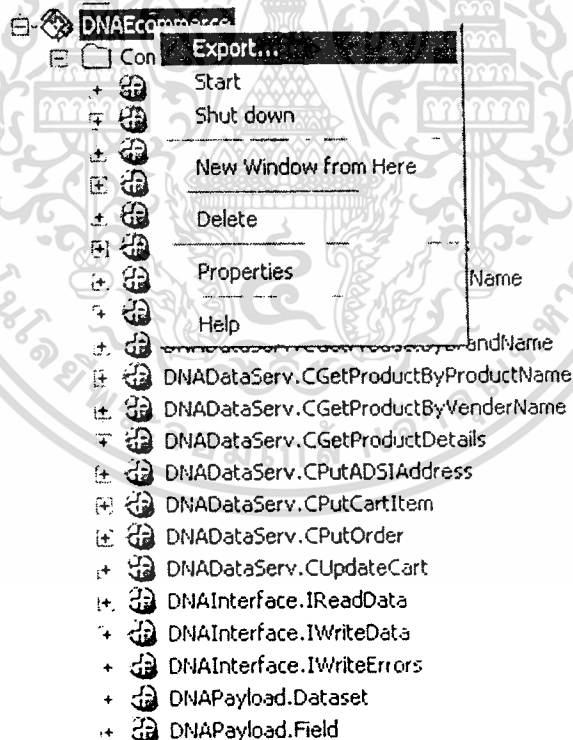 DNAEcommerce
Con
Export...
Start
Shut down
New Window from Here
Delete
Properties
Name
Help
andName
DNADataServ.CGetProductByProductName
DNADataServ.CGetProductByVenderName
DNADataServ.CGetProductDetails
DNADataServ.CPutADSIAddress
DNADataServ.CPutCartItem
DNADataServ.CPutOrder
DNADataServ.CUpdateCart
DNAInterface.IReadData
DNAInterface.IWriteData
DNAInterface.IWriteErrors
DNAPayload.Dataset
DNAPayload.Field